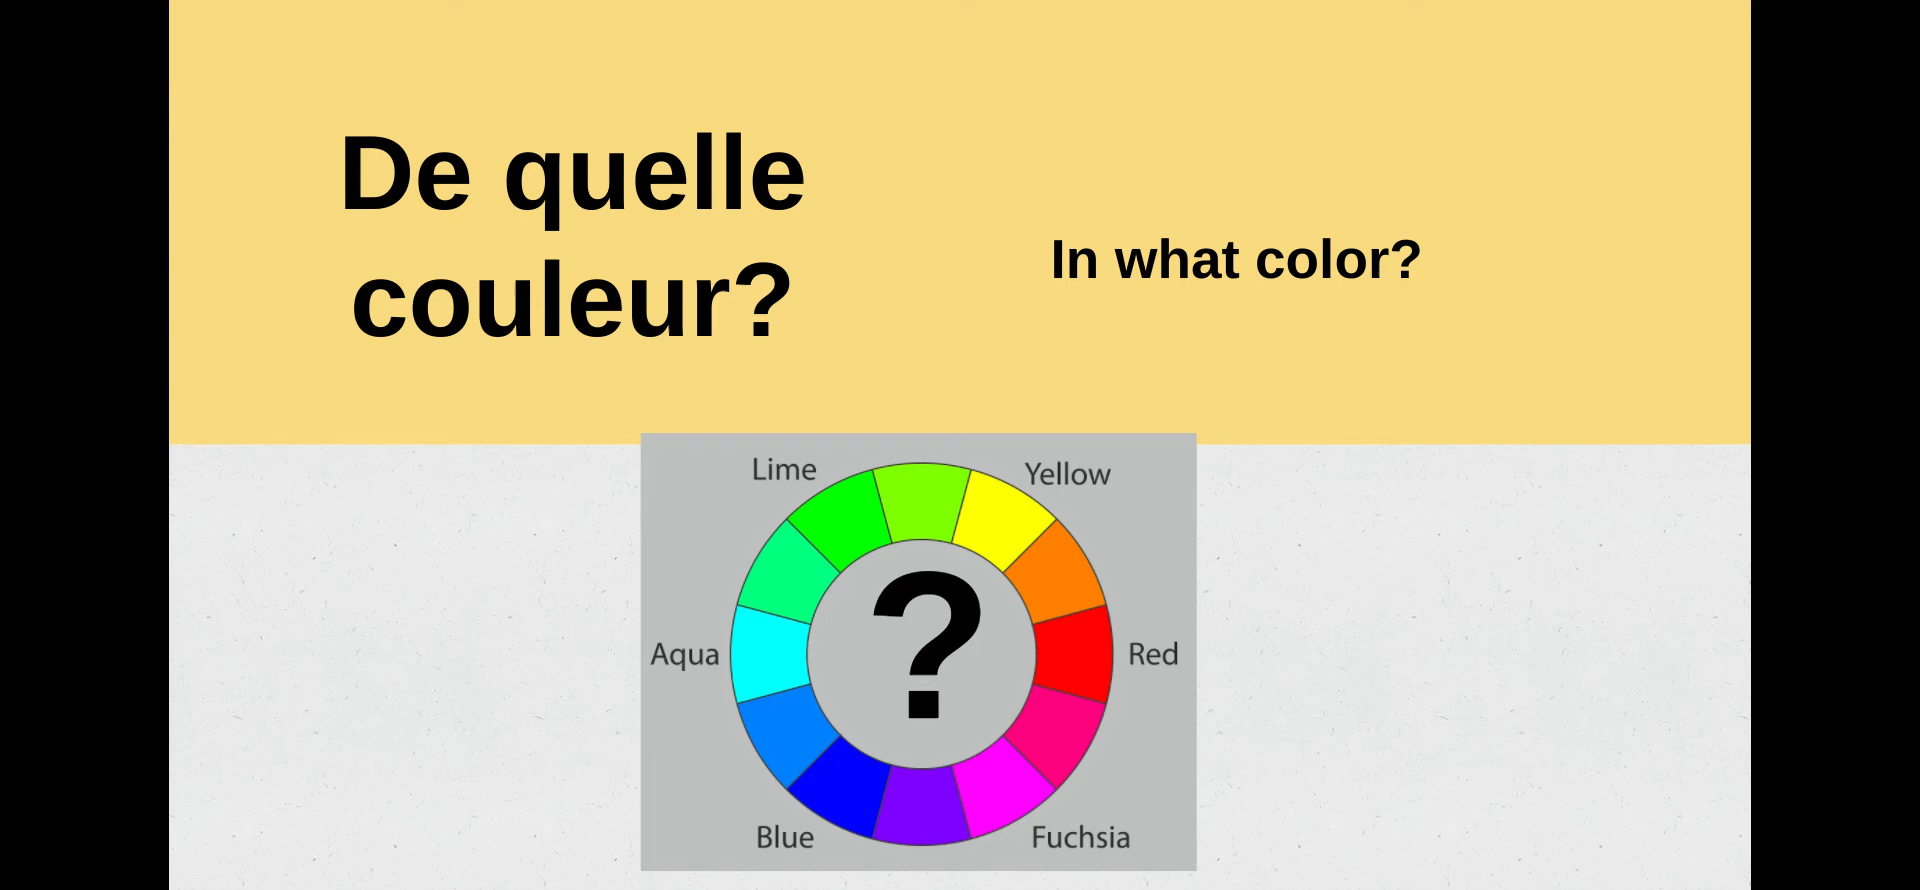 De quelle
couleur?
In what color?
Lime
Yellow
?
Aqua
Red
Blue
Fuchsia